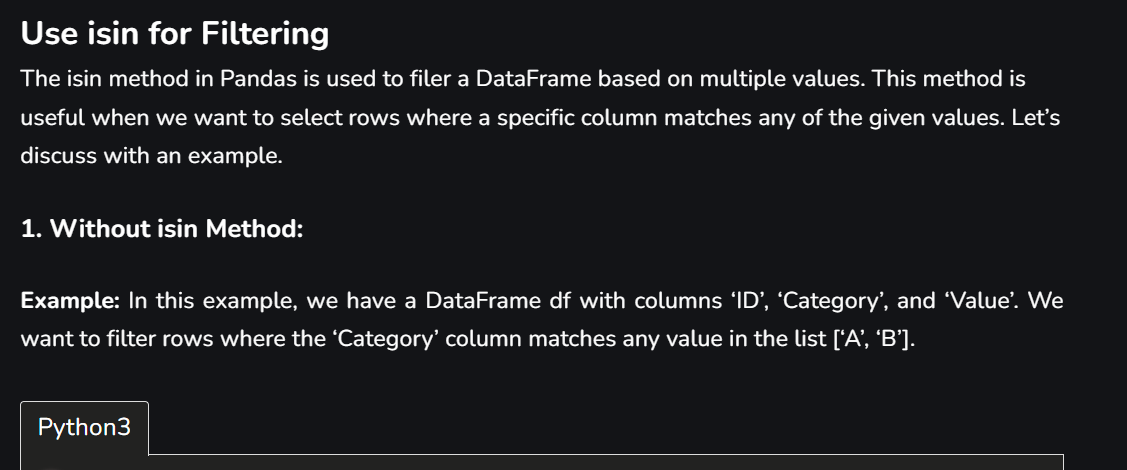 Use isin for Filtering
The isin method in Pandas is used to filer a DataFrame based on multiple values. This method is
useful when we want to select rows where a specific column matches any of the given values. Let’s
discuss with an example.
1. Without isin Method:
Example: In this example, we have a DataFrame df with columns ‘ID’, ‘Category’, and ‘Value’. We
want to filter rows where the ‘Category’ column matches any value in the list [‘A’, ‘B’].
Python3